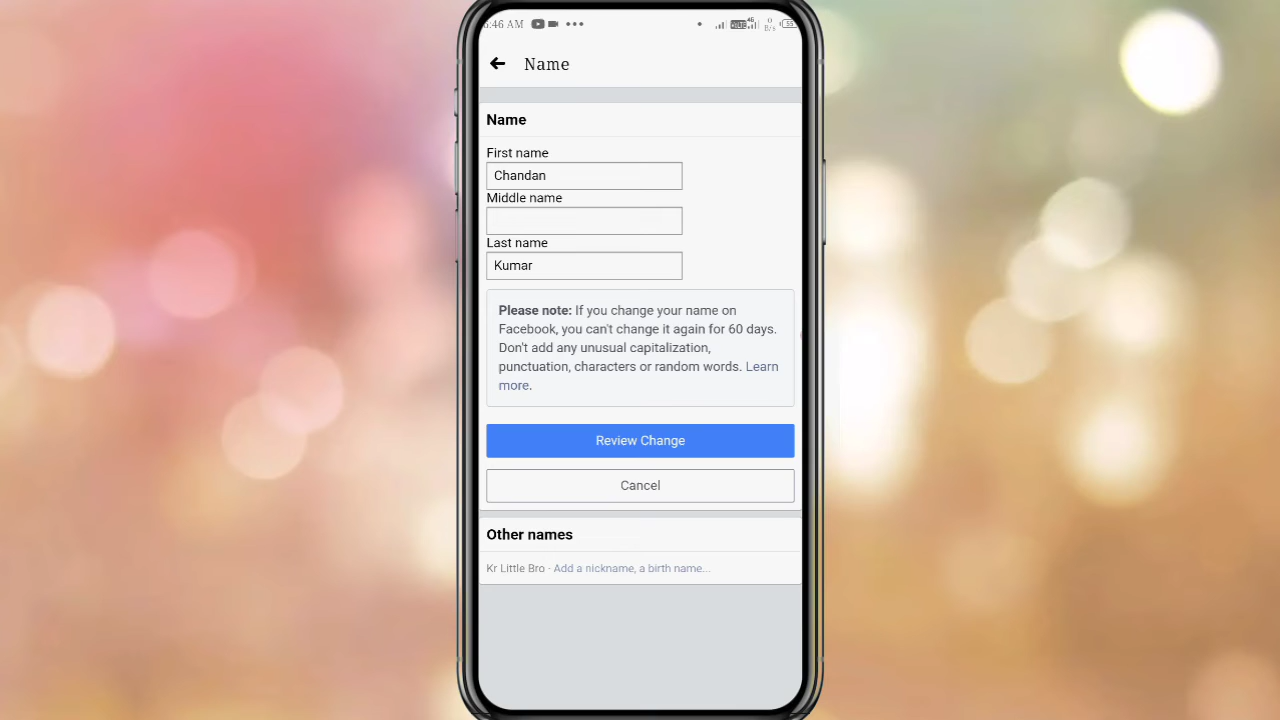 6:46 AM
Name
Name
First name
Chandan
Middle name
Last name
Kumar
Please note: If you change your name on
Facebook, you can't change it again for 60 days.
Don't add any unusual capitalization,
punctuation, characters or random words. Learn
more.
Review Change
Cancel
Other names
Kr Little Bro · Add a nickname, a birth name...